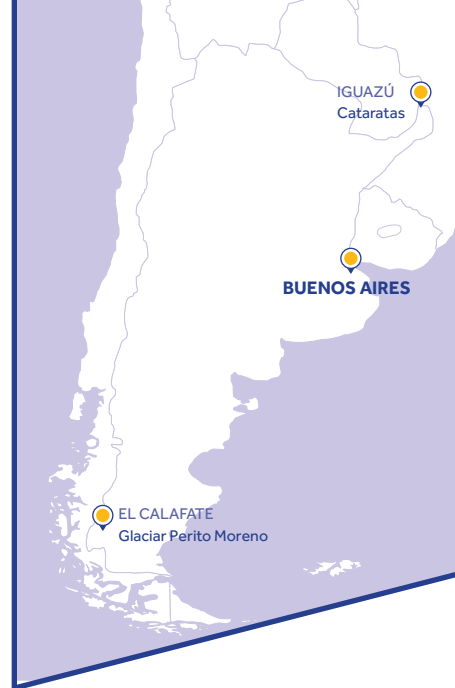 IGUAZÚ
Cataratas
BUENOS AIRES
EL CALAFATE
Glaciar Perito Moreno